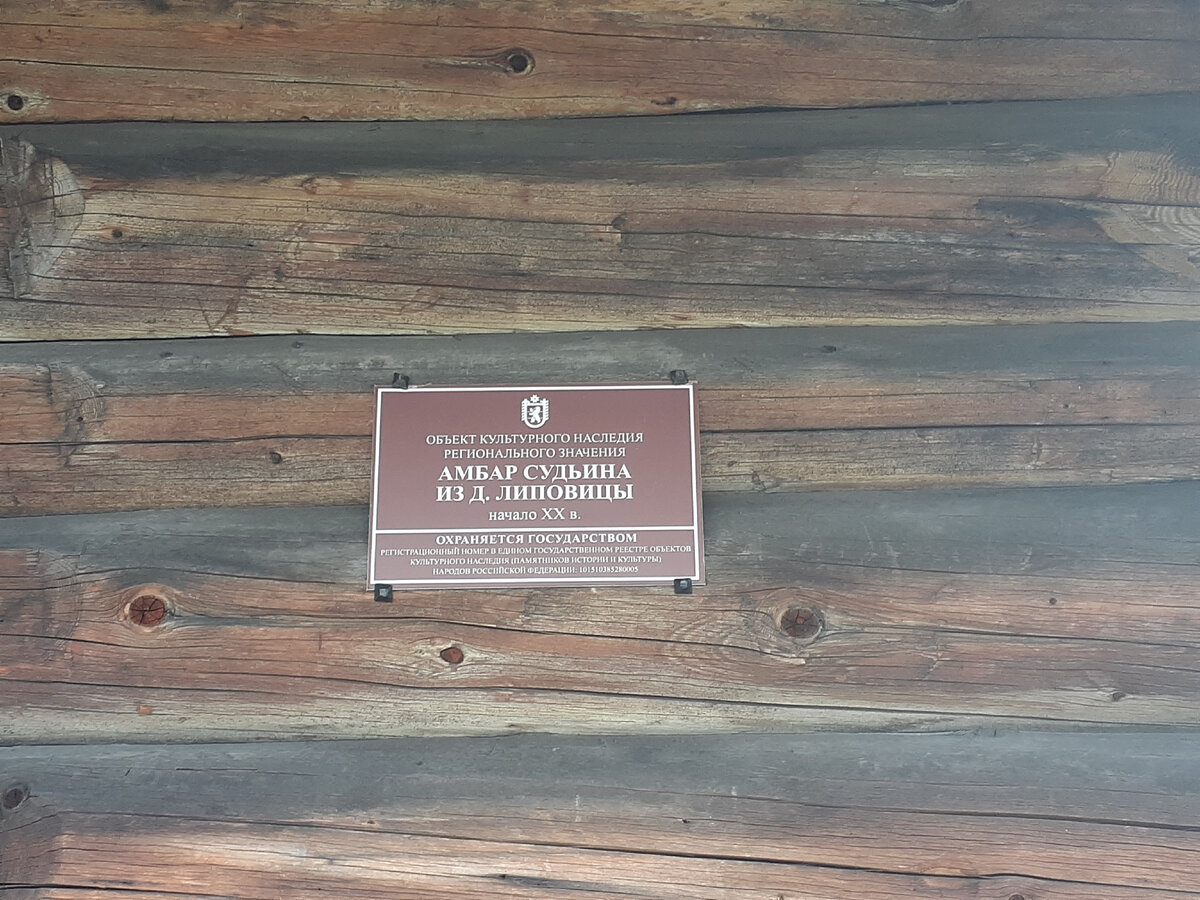 ОБЪЕКТ КУЛЬТУРНОГО НАСЛЕДИЯ
РЕГИОНАЛЬНОГО ЗНАЧЕНИЯ
АМБАР СУДЬИНА
ИЗ Д. ЛИПОВИЦЫ
начало XX в.
ОХРАНЯЕТСЯ ГОСУДАРСТВОМ
РЕГИСТРАЦИОННЫЙ НОМЕР В ЕДИНОМ ГОСУДАРСТВЕННОМ РЕЕСТРЕ ОБЪЕКТОВ
КУЛЬТУРНОГО НАСЛЕДИЯ (ПАМЯТНИКОВ ИСТОРИИ И КУЛЬТУРЫ)
НАРОДОВ РОССИЙСКОЙ ФЕДЕРАЦИИ: 101510385280005